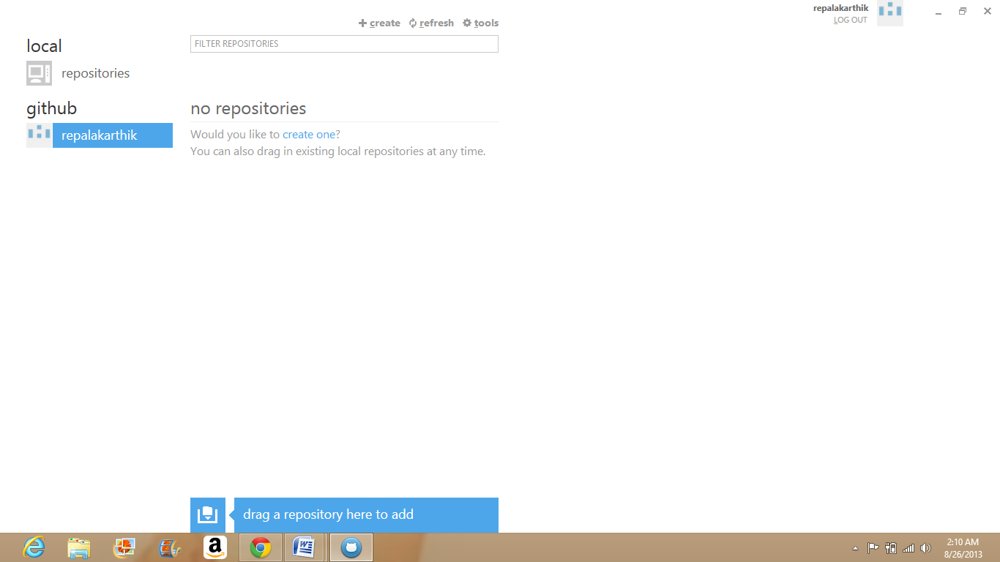 repalakarthik
LOG OUT
create refresh tools
local
FILTER REPOSITORIES
repositories
github
repalakarthik
no repositories
Would you like to create one?
You can also drag in existing local repositories at any time.
drag a repository here to add
a
2:10 AM
8/26/2013